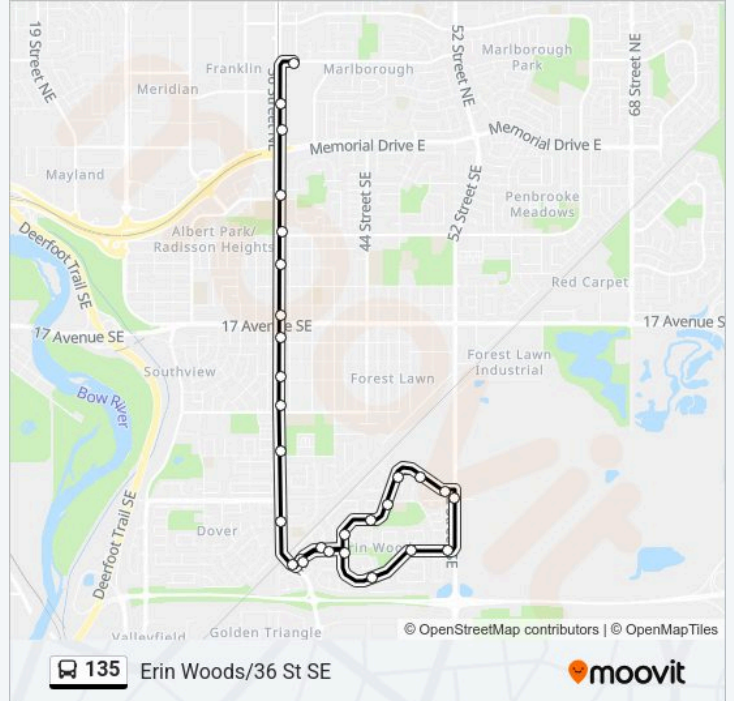 19 Street NE
52 Street NE
Marlborough
Park
68 Street NE
Franklin
Marlborough
Meridian
Memorial Drive E
Memorial Drive E
Mayland
44 Street SE
52 Street SE
Penbrooke
Meadows
Albert Park/
Radisson Heights
Deerfoot Trail SE
Red Carpet
17 Avenue SE
17 Avenue SE
17 Avenue S
Southview
Forest Lawn
Forest Lawn
Industrial
Bow River
Deerfoot Trail SE
Dover
Erin Woo
SE
Valleyfield
Golden Triangle
© OpenStreetMap contributors | © OpenMapTiles
135 Erin Woods/36 St SE
moovit